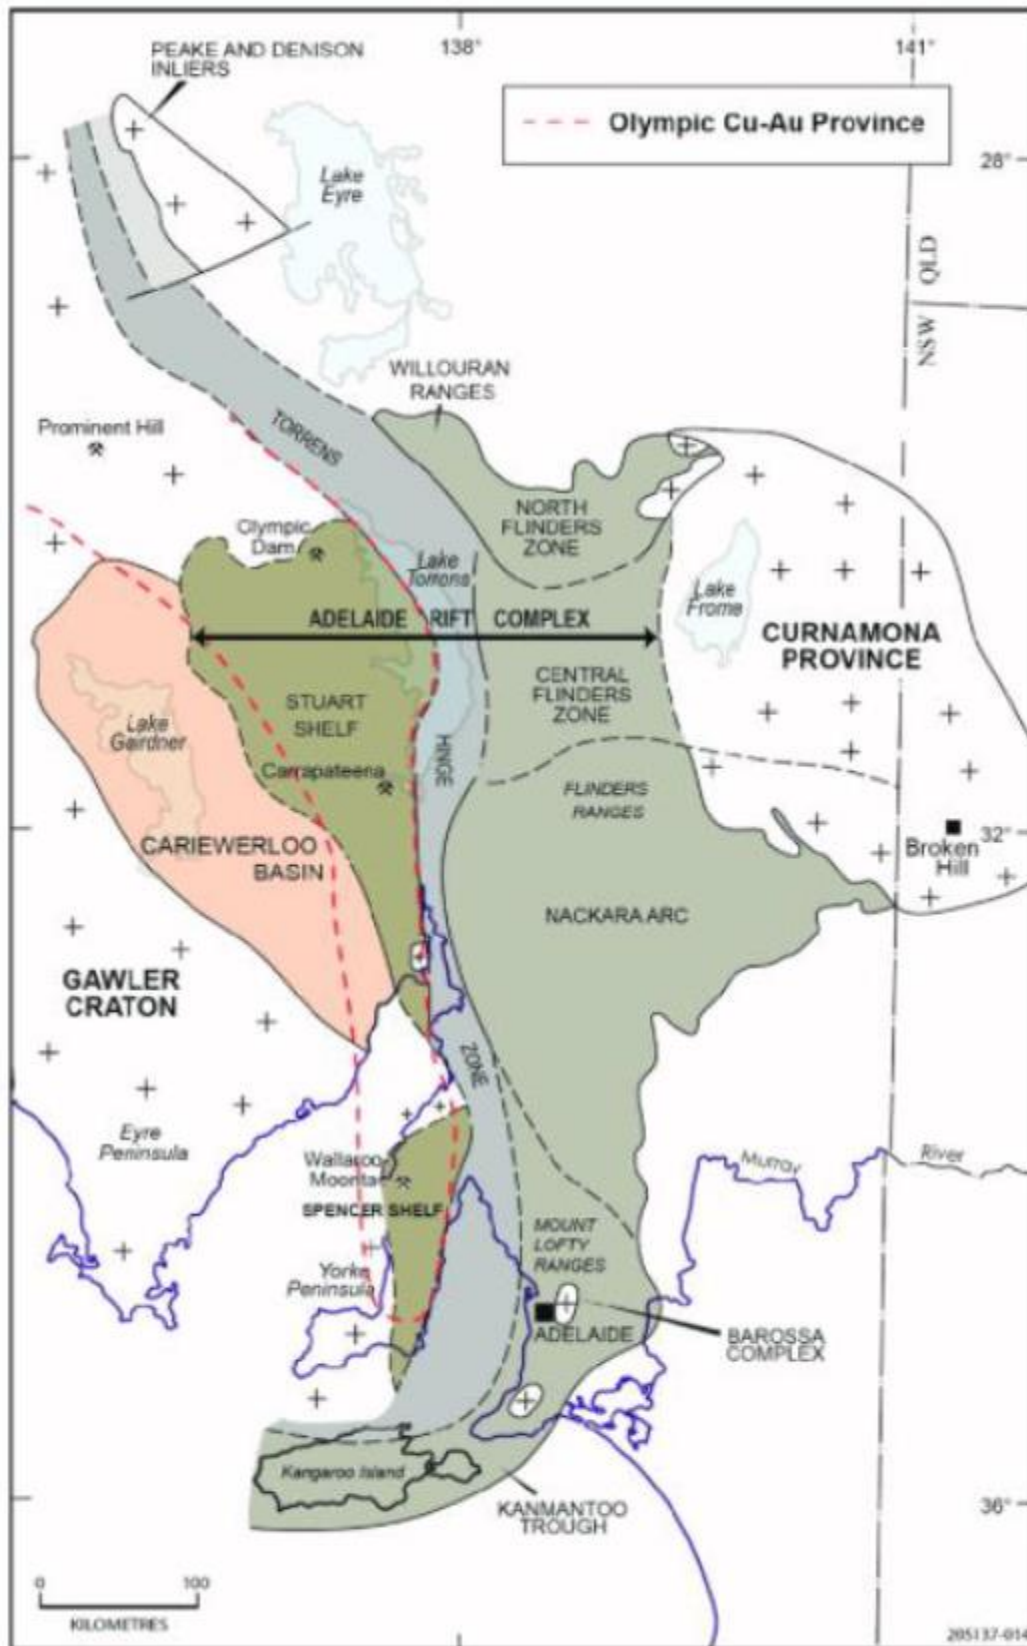 138°
141°
PEAKE AND DENISON
INLIERS
Olympic Cu-Au Province
28°
Lake
Eyre
QLD
NSW
WILLOURAN
RANGES
TORRENS
Prominent Hill
NORTH
FLINDERS
ZONE
Olympic
Dam
Lake
Torrens
Lake
Frome
ADELAIDE RIFT COMPLEX
CURNAMONA
PROVINCE
CENTRAL
FLINDERS
ZONE
STUART
SHELF
Lake
Gairdner
HINGE
Carrapateena
FLINDERS
RANGES
CARIEWERLOO
BASIN
Broken
Hill
32°
NACKARA ARC
GAWLER
CRATON
ZONE
Eyre
Peninsula
Wallaroo-
Moonta
Murray
River
SPENCER SHELF
MOUNT
LOFTY
RANGES
Yorke
Peninsula
ADELAIDE
BAROSSA
COMPLEX
Kangaroo Island
KANMANTOO
TROUGH
36°
0
100
KILOMETRES
205137-014